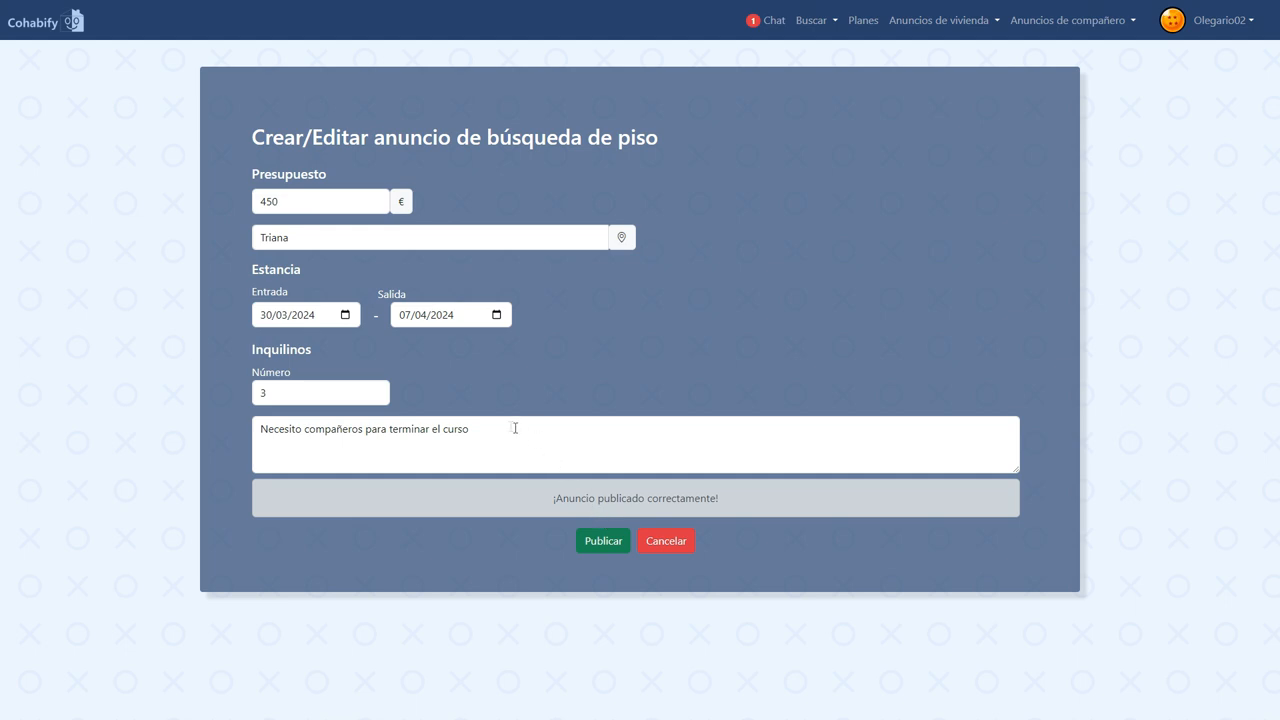 Cohabify
1 Chat Buscar Planes Anuncios de vivienda Anuncios de compañero Olegario02
Crear/Editar anuncio de búsqueda de piso
Presupuesto
450 €
Triana
Estancia
Entrada Salida
30/03/2024 - 07/04/2024
Inquilinos
Número
3
Necesito compañeros para terminar el curso
¡Anuncio publicado correctamente!
Publicar Cancelar